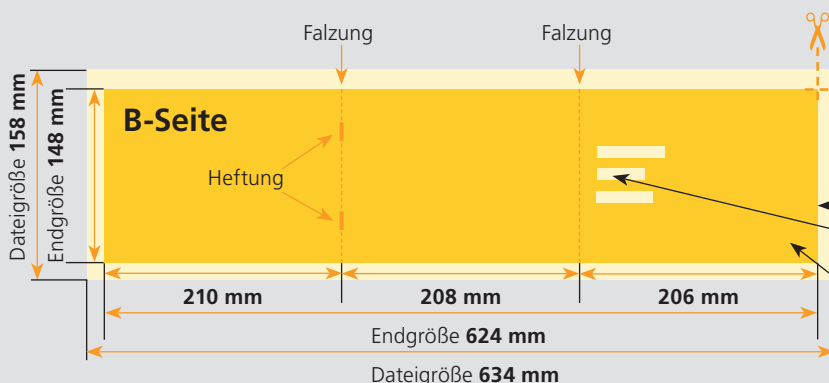 Falzung
Falzung
B-Seite
Heftung
Dateigröße 158 mm
Endgröße 148 mm
210 mm
208 mm
206 mm
Endgröße 624 mm
Dateigröße 634 mm